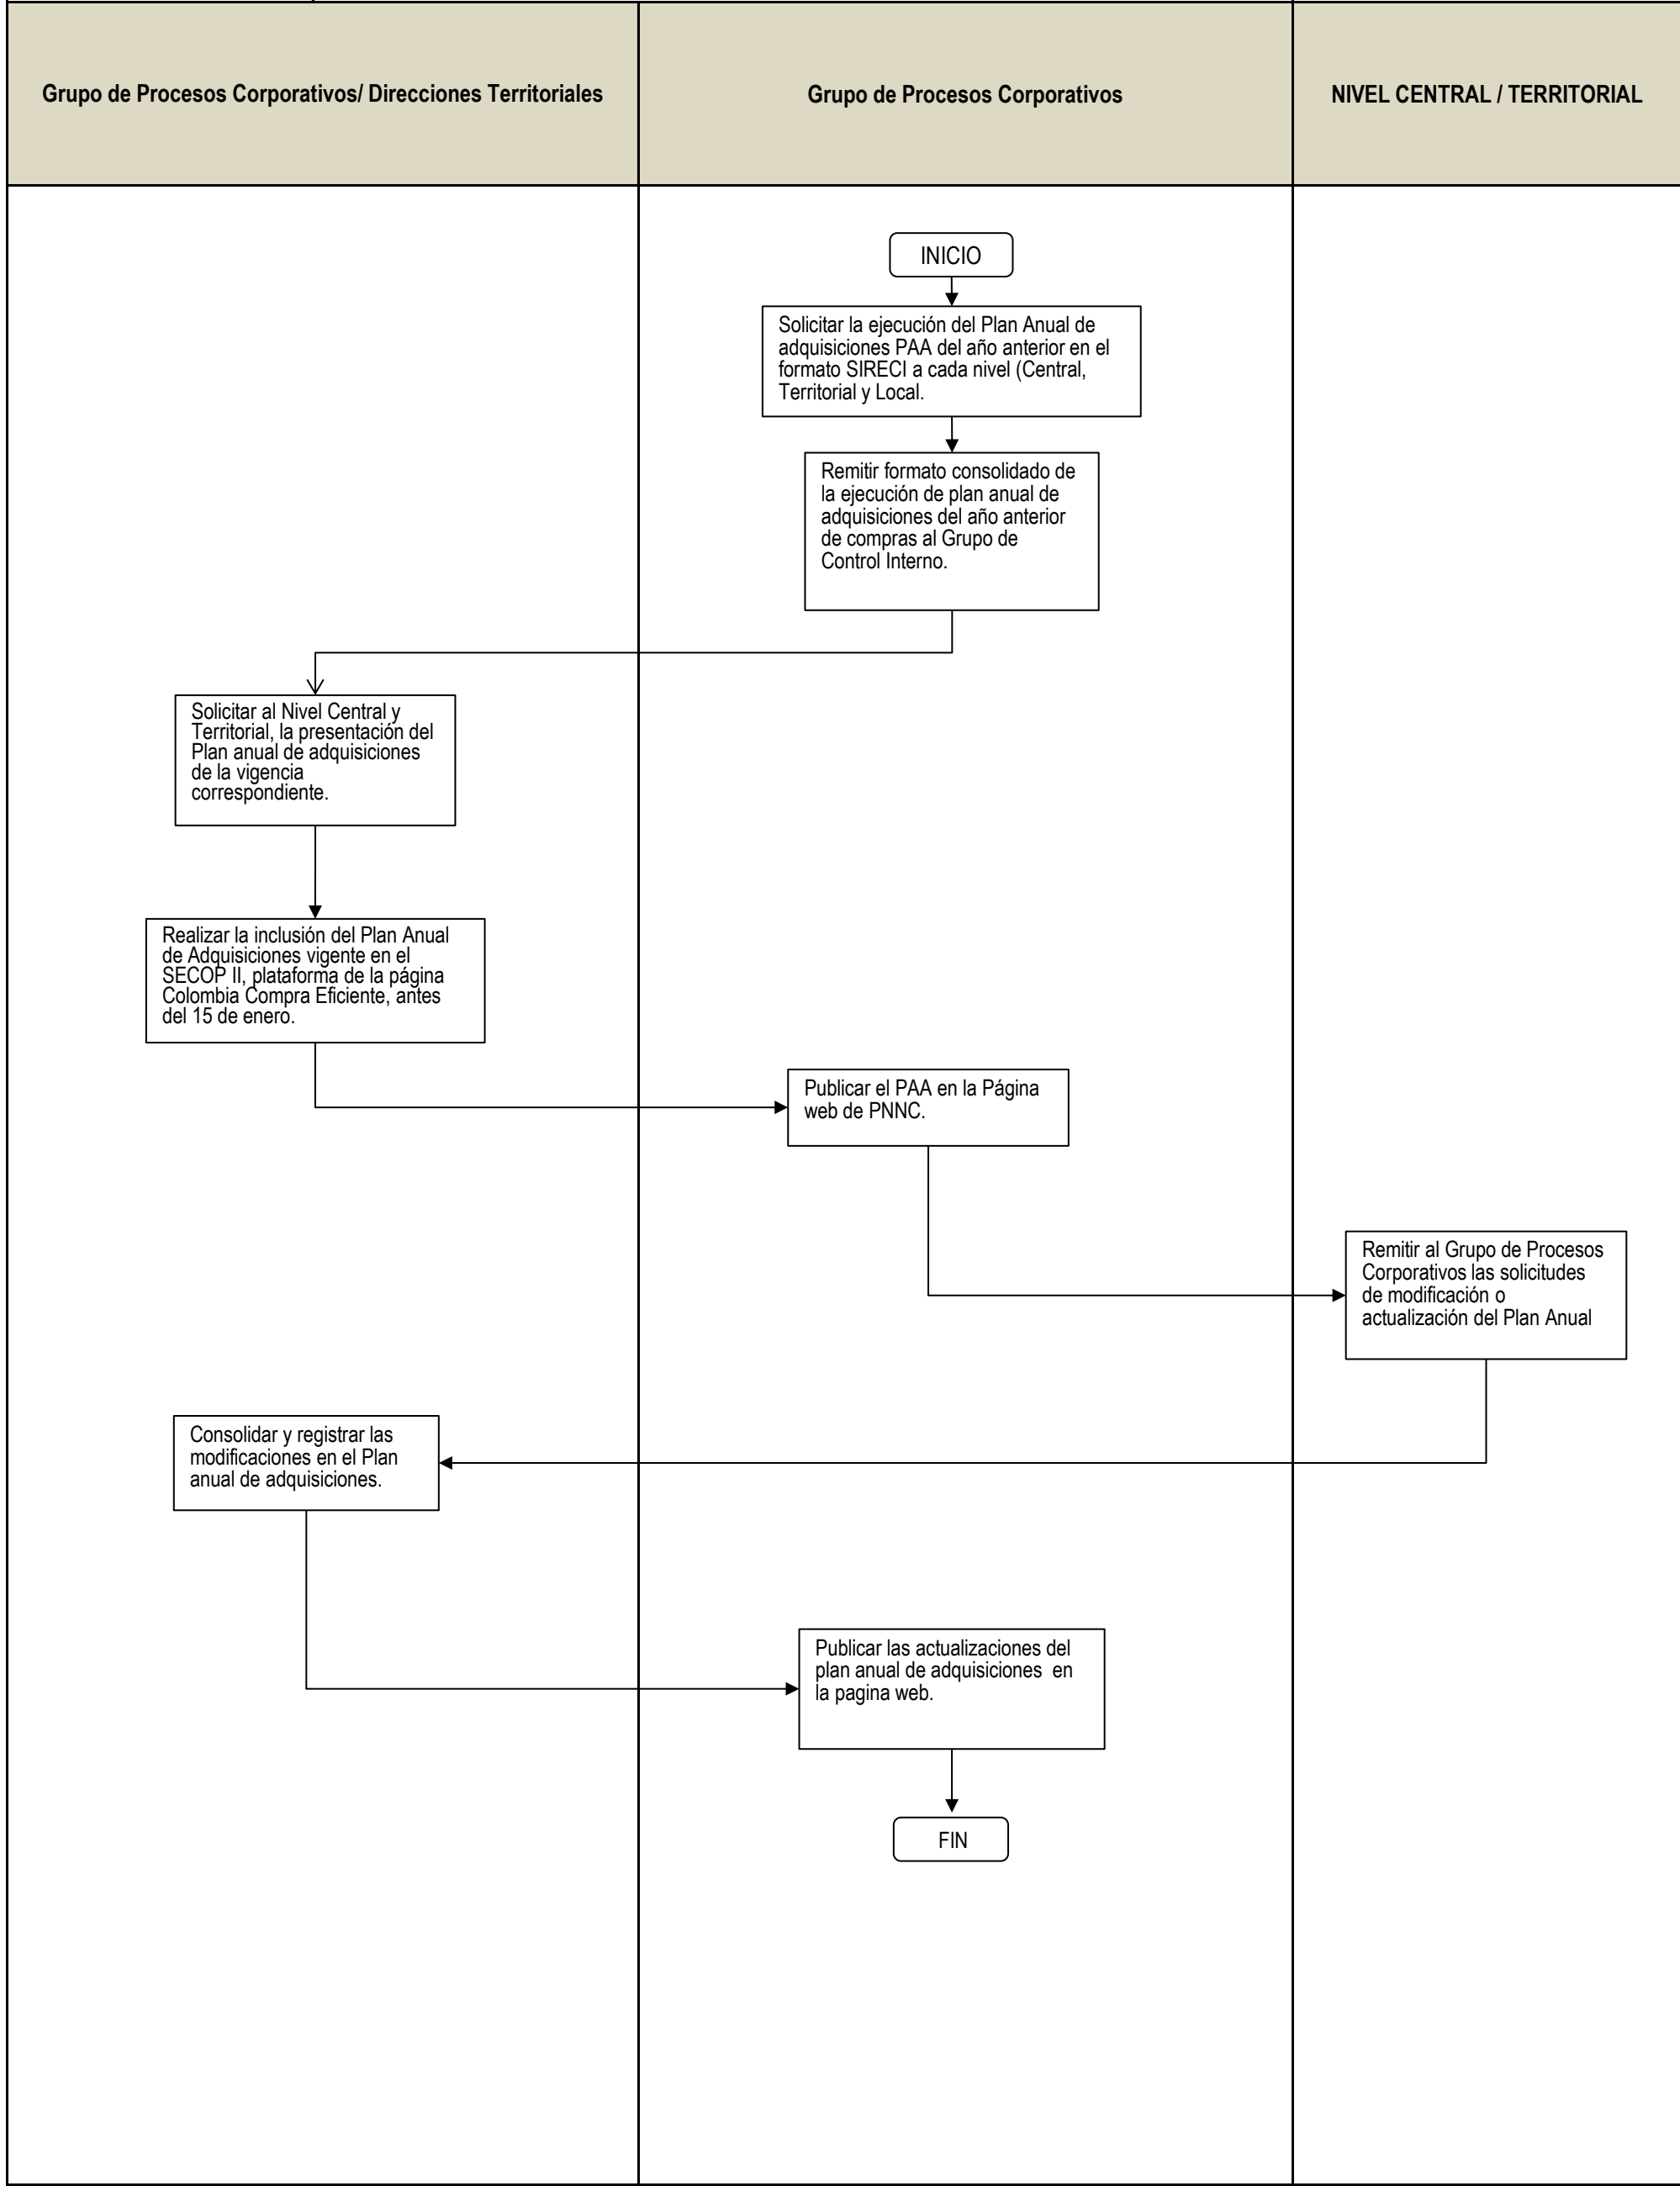 Grupo de Procesos Corporativos/ Direcciones Territoriales
Grupo de Procesos Corporativos
NIVEL CENTRAL / TERRITORIAL
INICIO
Solicitar la ejecución del Plan Anual de
adquisiciones PAA del año anterior en el
formato SIRECI a cada nivel (Central,
Territorial y Local.
Remitir formato consolidado de
la ejecución de plan anual de
adquisiciones del año anterior
de compras al Grupo de
Control Interno.
Solicitar al Nivel Central y
Territorial, la presentación del
Plan anual de adquisiciones
de la vigencia
correspondiente.
Realizar la inclusión del Plan Anual
de Adquisiciones vigente en el
SECOP II, plataforma de la página
Colombia Compra Eficiente, antes
del 15 de enero.
Publicar el PAA en la Página
web de PNNC.
Remitir al Grupo de Procesos
Corporativos las solicitudes
de modificación o
actualización del Plan Anual
Consolidar y registrar las
modificaciones en el Plan
anual de adquisiciones.
Publicar las actualizaciones del
plan anual de adquisiciones  en
la pagina web.
FIN